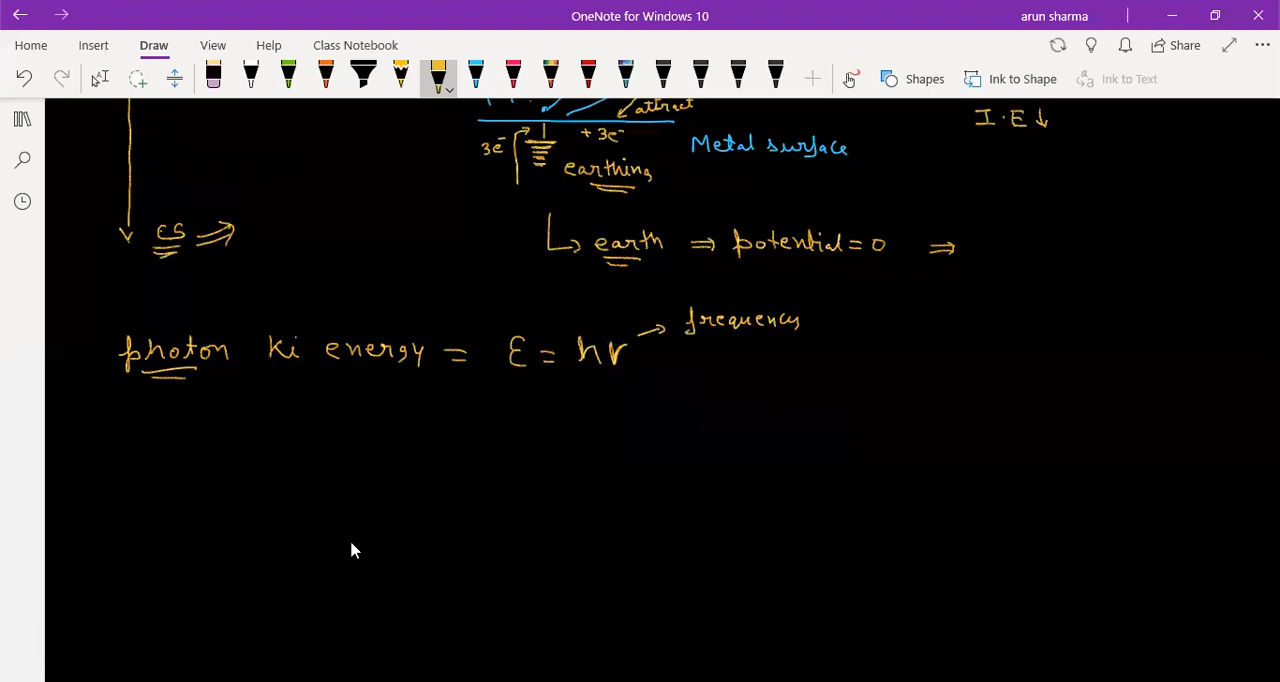 OneNote for Windows 10
arun sharma
Home Insert Draw View Help Class Notebook
Share
Shapes Ink to Shape Ink to Text
attract
I.E↓
3e⁻ +3e⁻
Metal surface
earthing
CS ⇒
↳ earth ⇒ potential = 0 ⇒
→ frequency
photon ki energy = E = hν